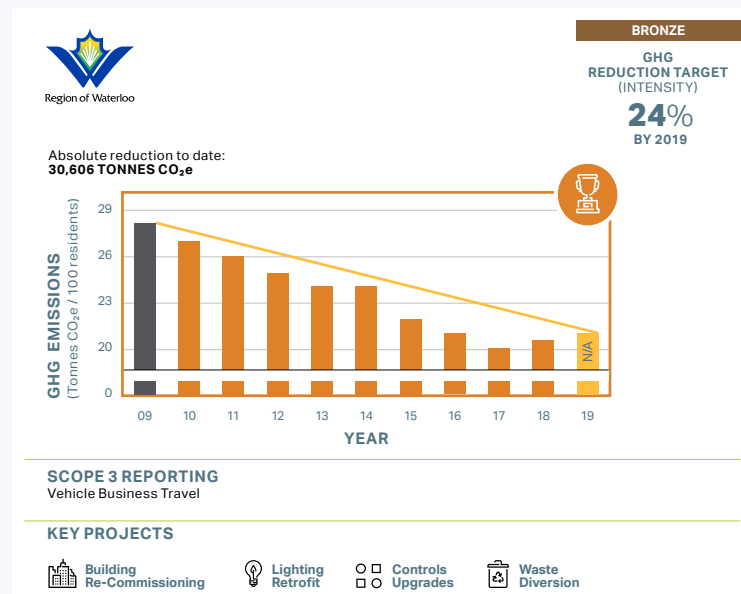 BRONZE
GHG
REDUCTION TARGET
(INTENSITY)
24%
BY 2019
Region of Waterloo
Absolute reduction to date:
30,606 TONNES CO₂e
GHG EMISSIONS
(Tonnes CO₂e / 100 residents)
29
26
23
20
0
N/A
09 10 11 12 13 14 15 16 17 18 19
YEAR
SCOPE 3 REPORTING
Vehicle Business Travel
KEY PROJECTS
Building
Re-Commissioning
Lighting
Retrofit
Controls
Upgrades
Waste
Diversion